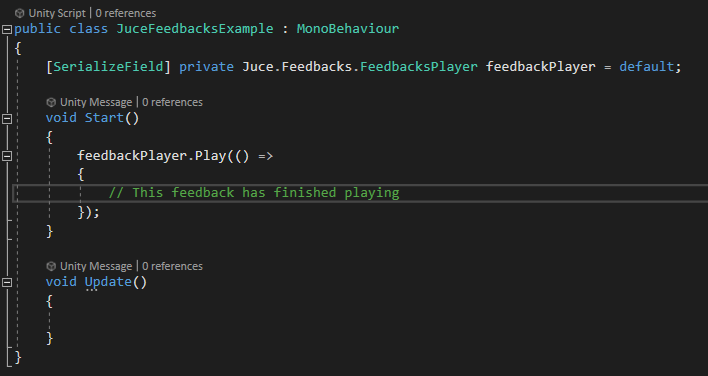 Unity Script | 0 references
public class JuceFeedbacksExample : MonoBehaviour
{
[SerializeField] private Juce.Feedbacks.FeedbacksPlayer feedbackPlayer = default;
Unity Message | 0 references
void Start()
{
feedbackPlayer.Play(() =>
{
// This feedback has finished playing
});
}
Unity Message | 0 references
void Update()
{
}
}